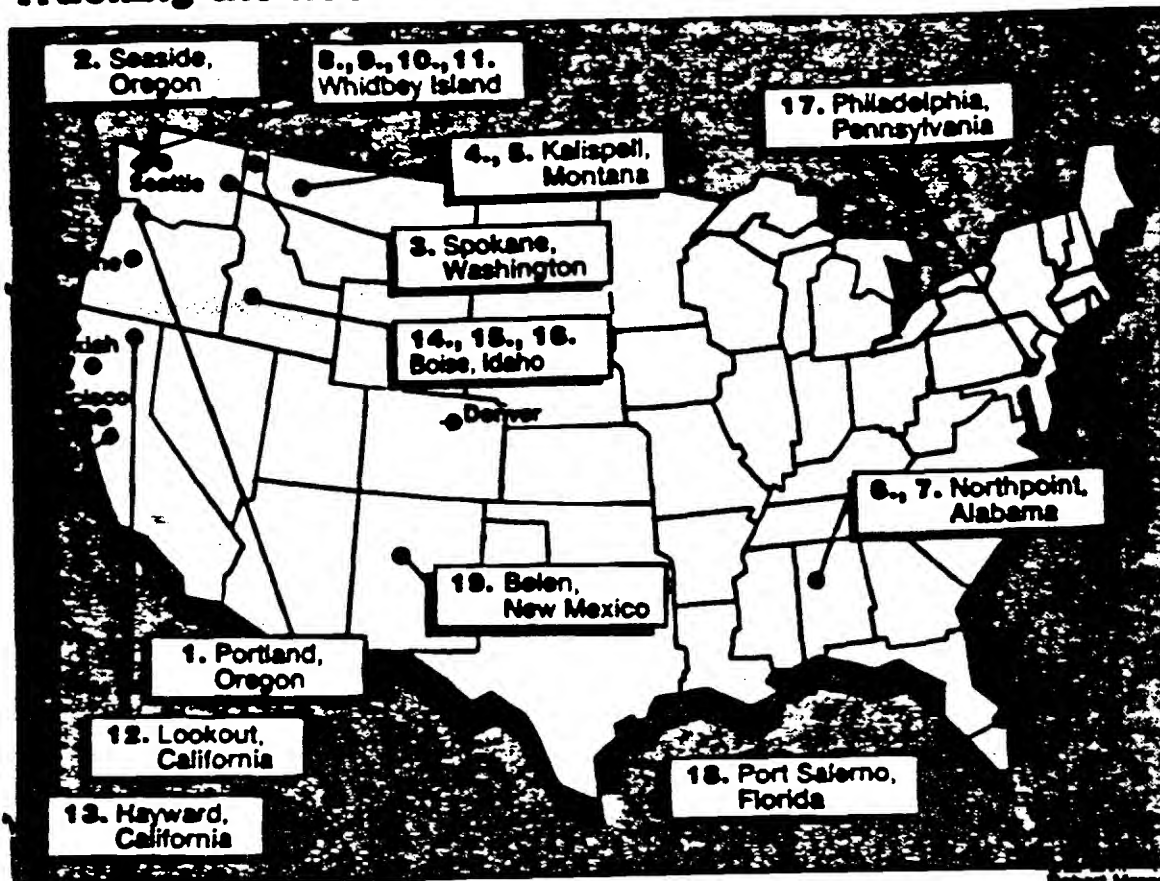 2. Seaside,
Oregon
8., 9., 10., 11.
Whidbey Island
17. Philadelphia,
Pennsylvania
4., 5. Kalispell,
Montana
Seattle
3. Spokane,
Washington
14., 15., 16.
Boise, Idaho
Denver
6., 7. Northpoint,
Alabama
19. Belen,
New Mexico
1. Portland,
Oregon
12. Lookout,
California
18. Port Salerno,
Florida
13. Hayward,
California